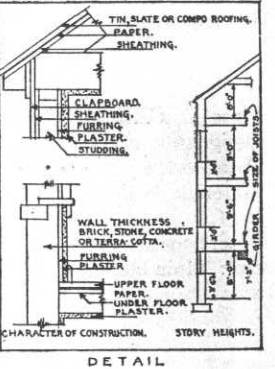 TIN, SLATE OR COMPO ROOFING.
PAPER.
SHEATHING.
CLAPBOARD.
SHEATHING.
FURRING
PLASTER.
STUDDING.
WALL THICKNESS
BRICK, STONE, CONCRETE
OR TERRA-COTTA.
FURRING
PLASTER
UPPER FLOOR
PAPER.
UNDER FLOOR
PLASTER.
SIZE OF JOISTS
GIRDER
CHARACTER OF CONSTRUCTION.
STORY HEIGHTS.
DETAIL